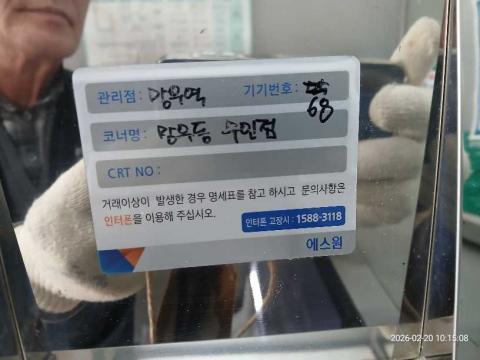 관리점 : 망우역 기기번호 : 68
코너명 : 망우동 수민점
CRT NO :
거래이상이 발생한 경우 명세표를 참고 하시고 문의사항은
인터폰을 이용해 주십시오.
인터폰 고장시 : 1588-3118
에스원
2026-02-20 10:15:08